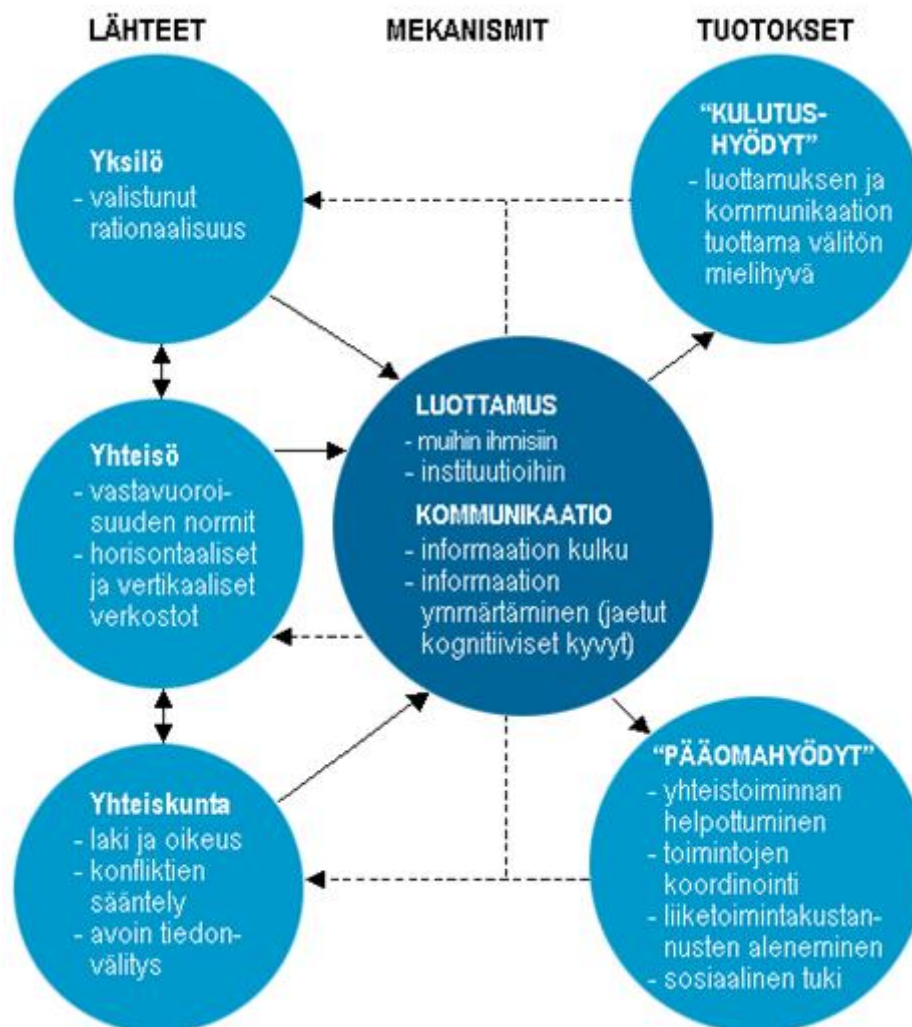 LÄHTEET
MEKANISMIT
TUOTOKSET
Yksilö
- valistunut
rationaalisuus
Yhteisö
- vastavuoroi-
suuden normit
- horisontaaliset
ja vertikaaliset
verkostot
Yhteiskunta
- laki ja oikeus
- konfliktien
sääntely
- avoin tiedon-
välitys
LUOTTAMUS
- muihin ihmisiin
- instituutioihin
KOMMUNIKAATIO
- informaation kulku
- informaation
ymmärtäminen (jaetut
kognitiiviset kyvyt)
“KULUTUS-
HYÖDYT”
- luottamuksen ja
kommunikaation
tuottama välitön
mielihyvä
“PÄÄOMAHYÖDYT”
- yhteistoiminnan
helpottuminen
- toimintojen
koordinointi
- liiketoimintakustan-
nusten aleneminen
- sosiaalinen tuki